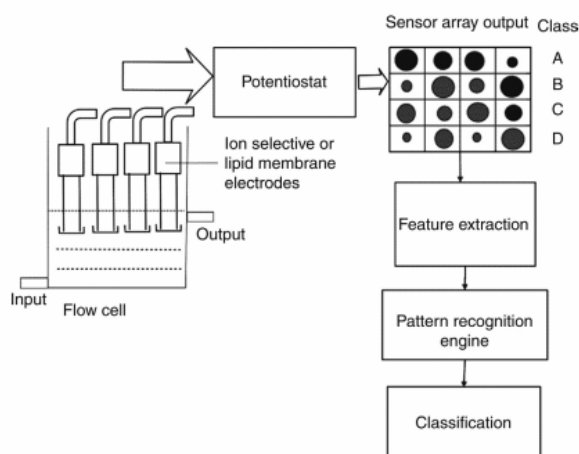 Sensor array output Class
Potentiostat
A
B
C
D
Ion selective or
lipid membrane
electrodes
Output
Input
Flow cell
Feature extraction
Pattern recognition
engine
Classification